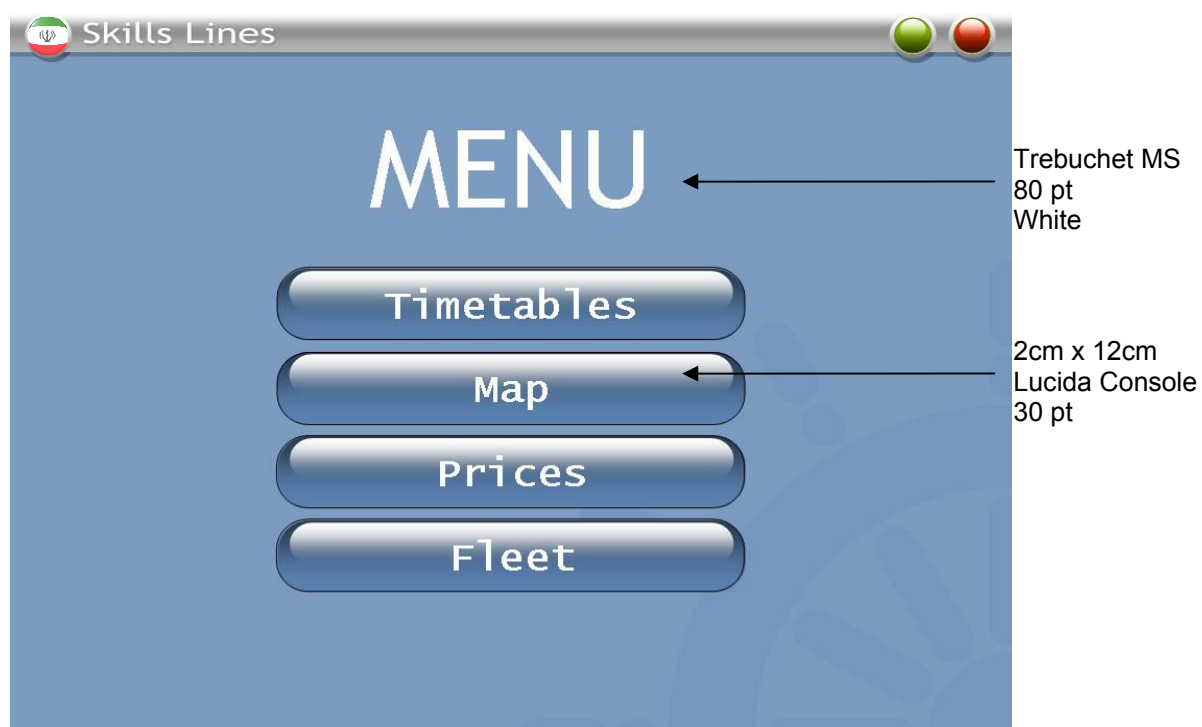 Skills Lines
MENU
Trebuchet MS
80 pt
White
Timetables
2cm x 12cm
Lucida Console
30 pt
Map
Prices
Fleet